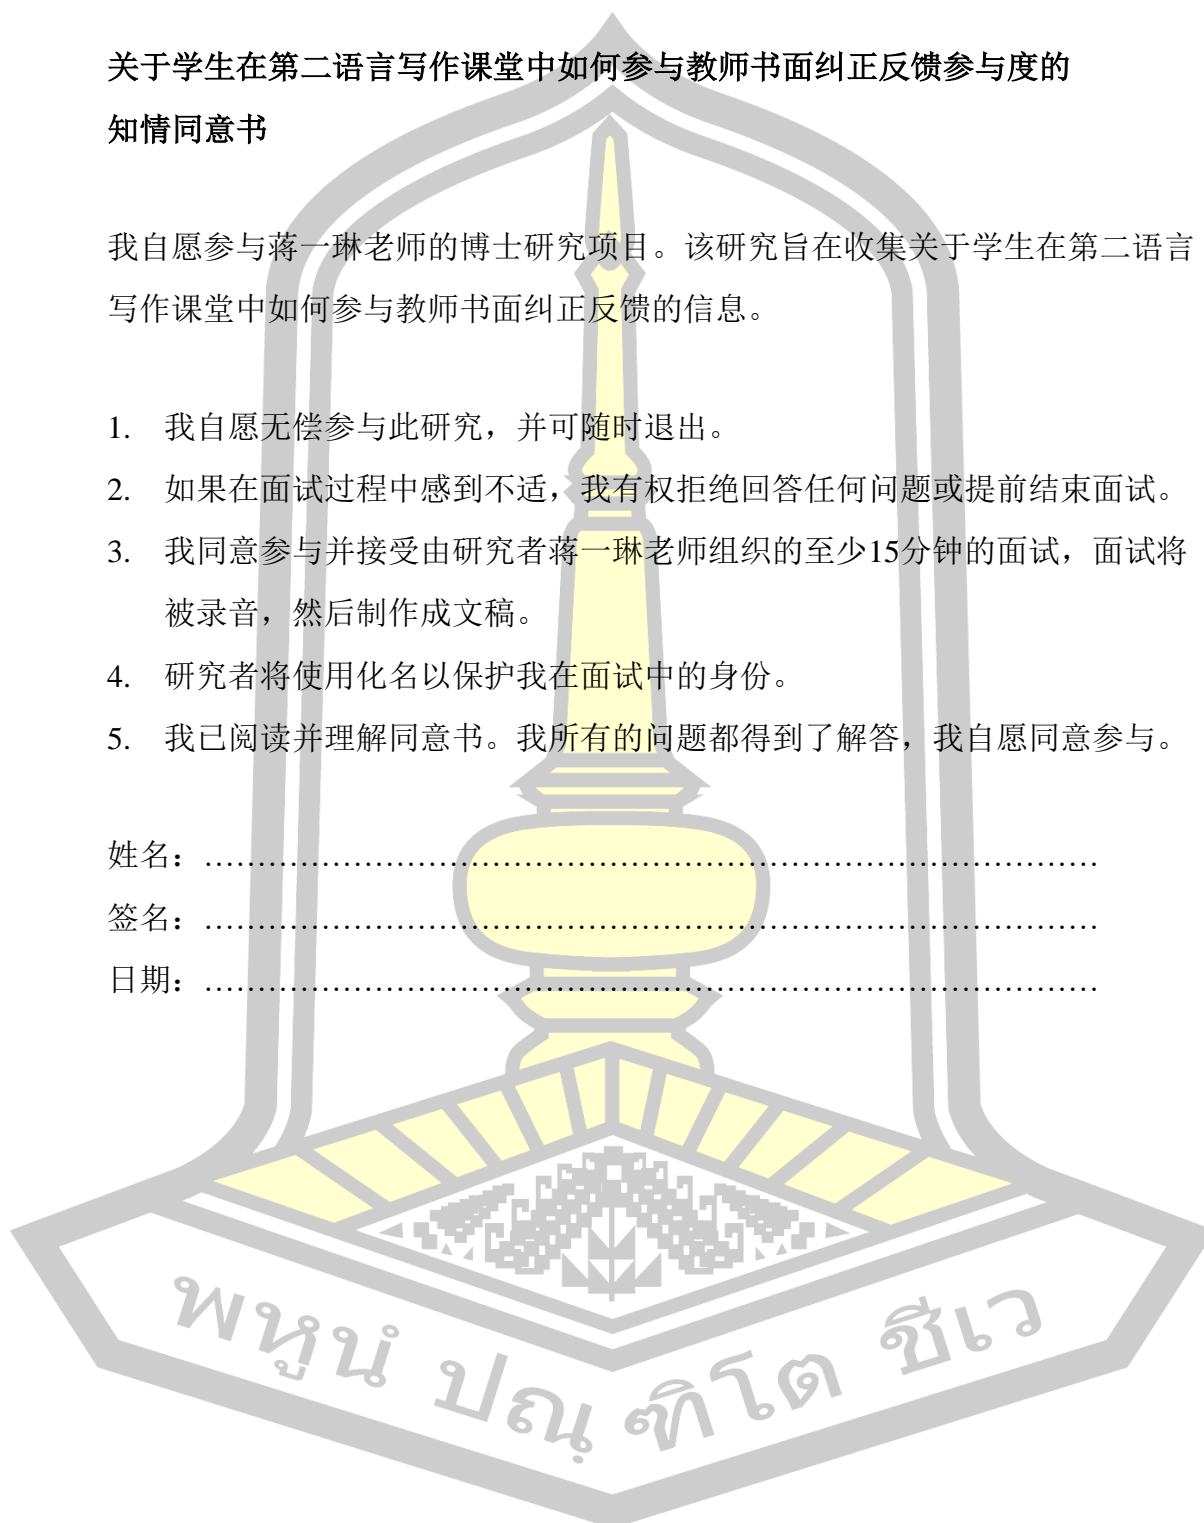 关于学生在第二语言写作课堂中如何参与教师书面纠正反馈参与度的
知情同意书
我自愿参与蒋一琳老师的博士研究项目。该研究旨在收集关于学生在第二语言
写作课堂中如何参与教师书面纠正反馈的信息。
1. 我自愿无偿参与此研究，并可随时退出。
2. 如果在面试过程中感到不适，我有权拒绝回答任何问题或提前结束面试。
3. 我同意参与并接受由研究者蒋一琳老师组织的至少15分钟的面试，面试将
被录音，然后制作成文稿。
4. 研究者将使用化名以保护我在面试中的身份。
5. 我已阅读并理解同意书。我所有的问题都得到了解答，我自愿同意参与。
姓名：…………………………………………………………………………
签名：…………………………………………………………………………
日期：…………………………………………………………………………
พหูนํ ปณฺฑิโต ชีเว